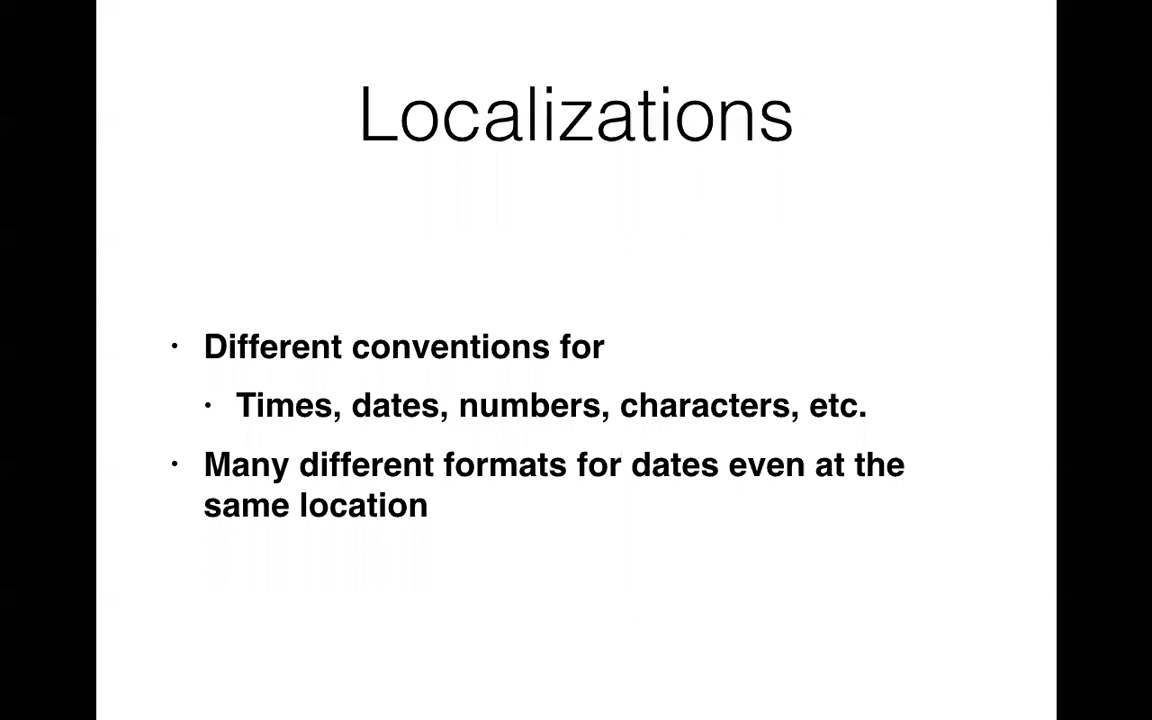 Localizations
• Different conventions for
• Times, dates, numbers, characters, etc.
• Many different formats for dates even at the
same location